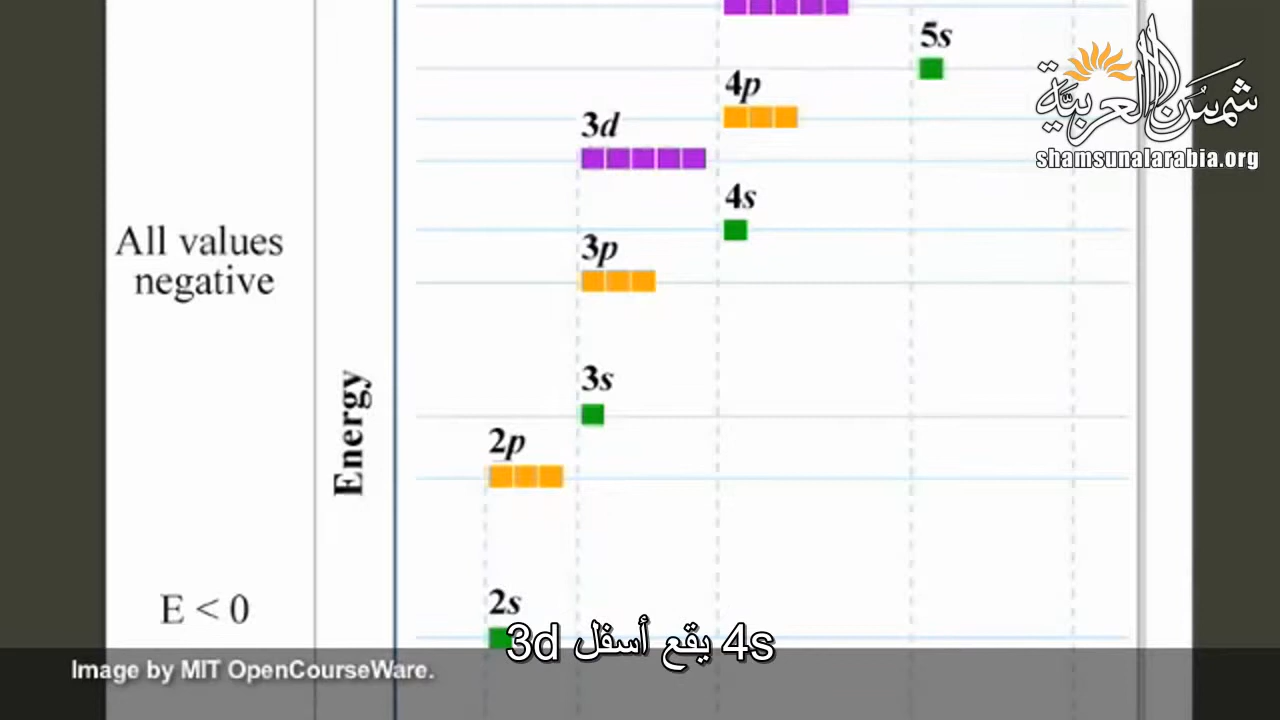 5s
شمس العربية
shamsunalarabia.org
4p
3d
4s
All values
negative
3p
3s
Energy
2p
E < 0
2s
4s يقع أسفل 3d
Image by MIT OpenCourseWare.